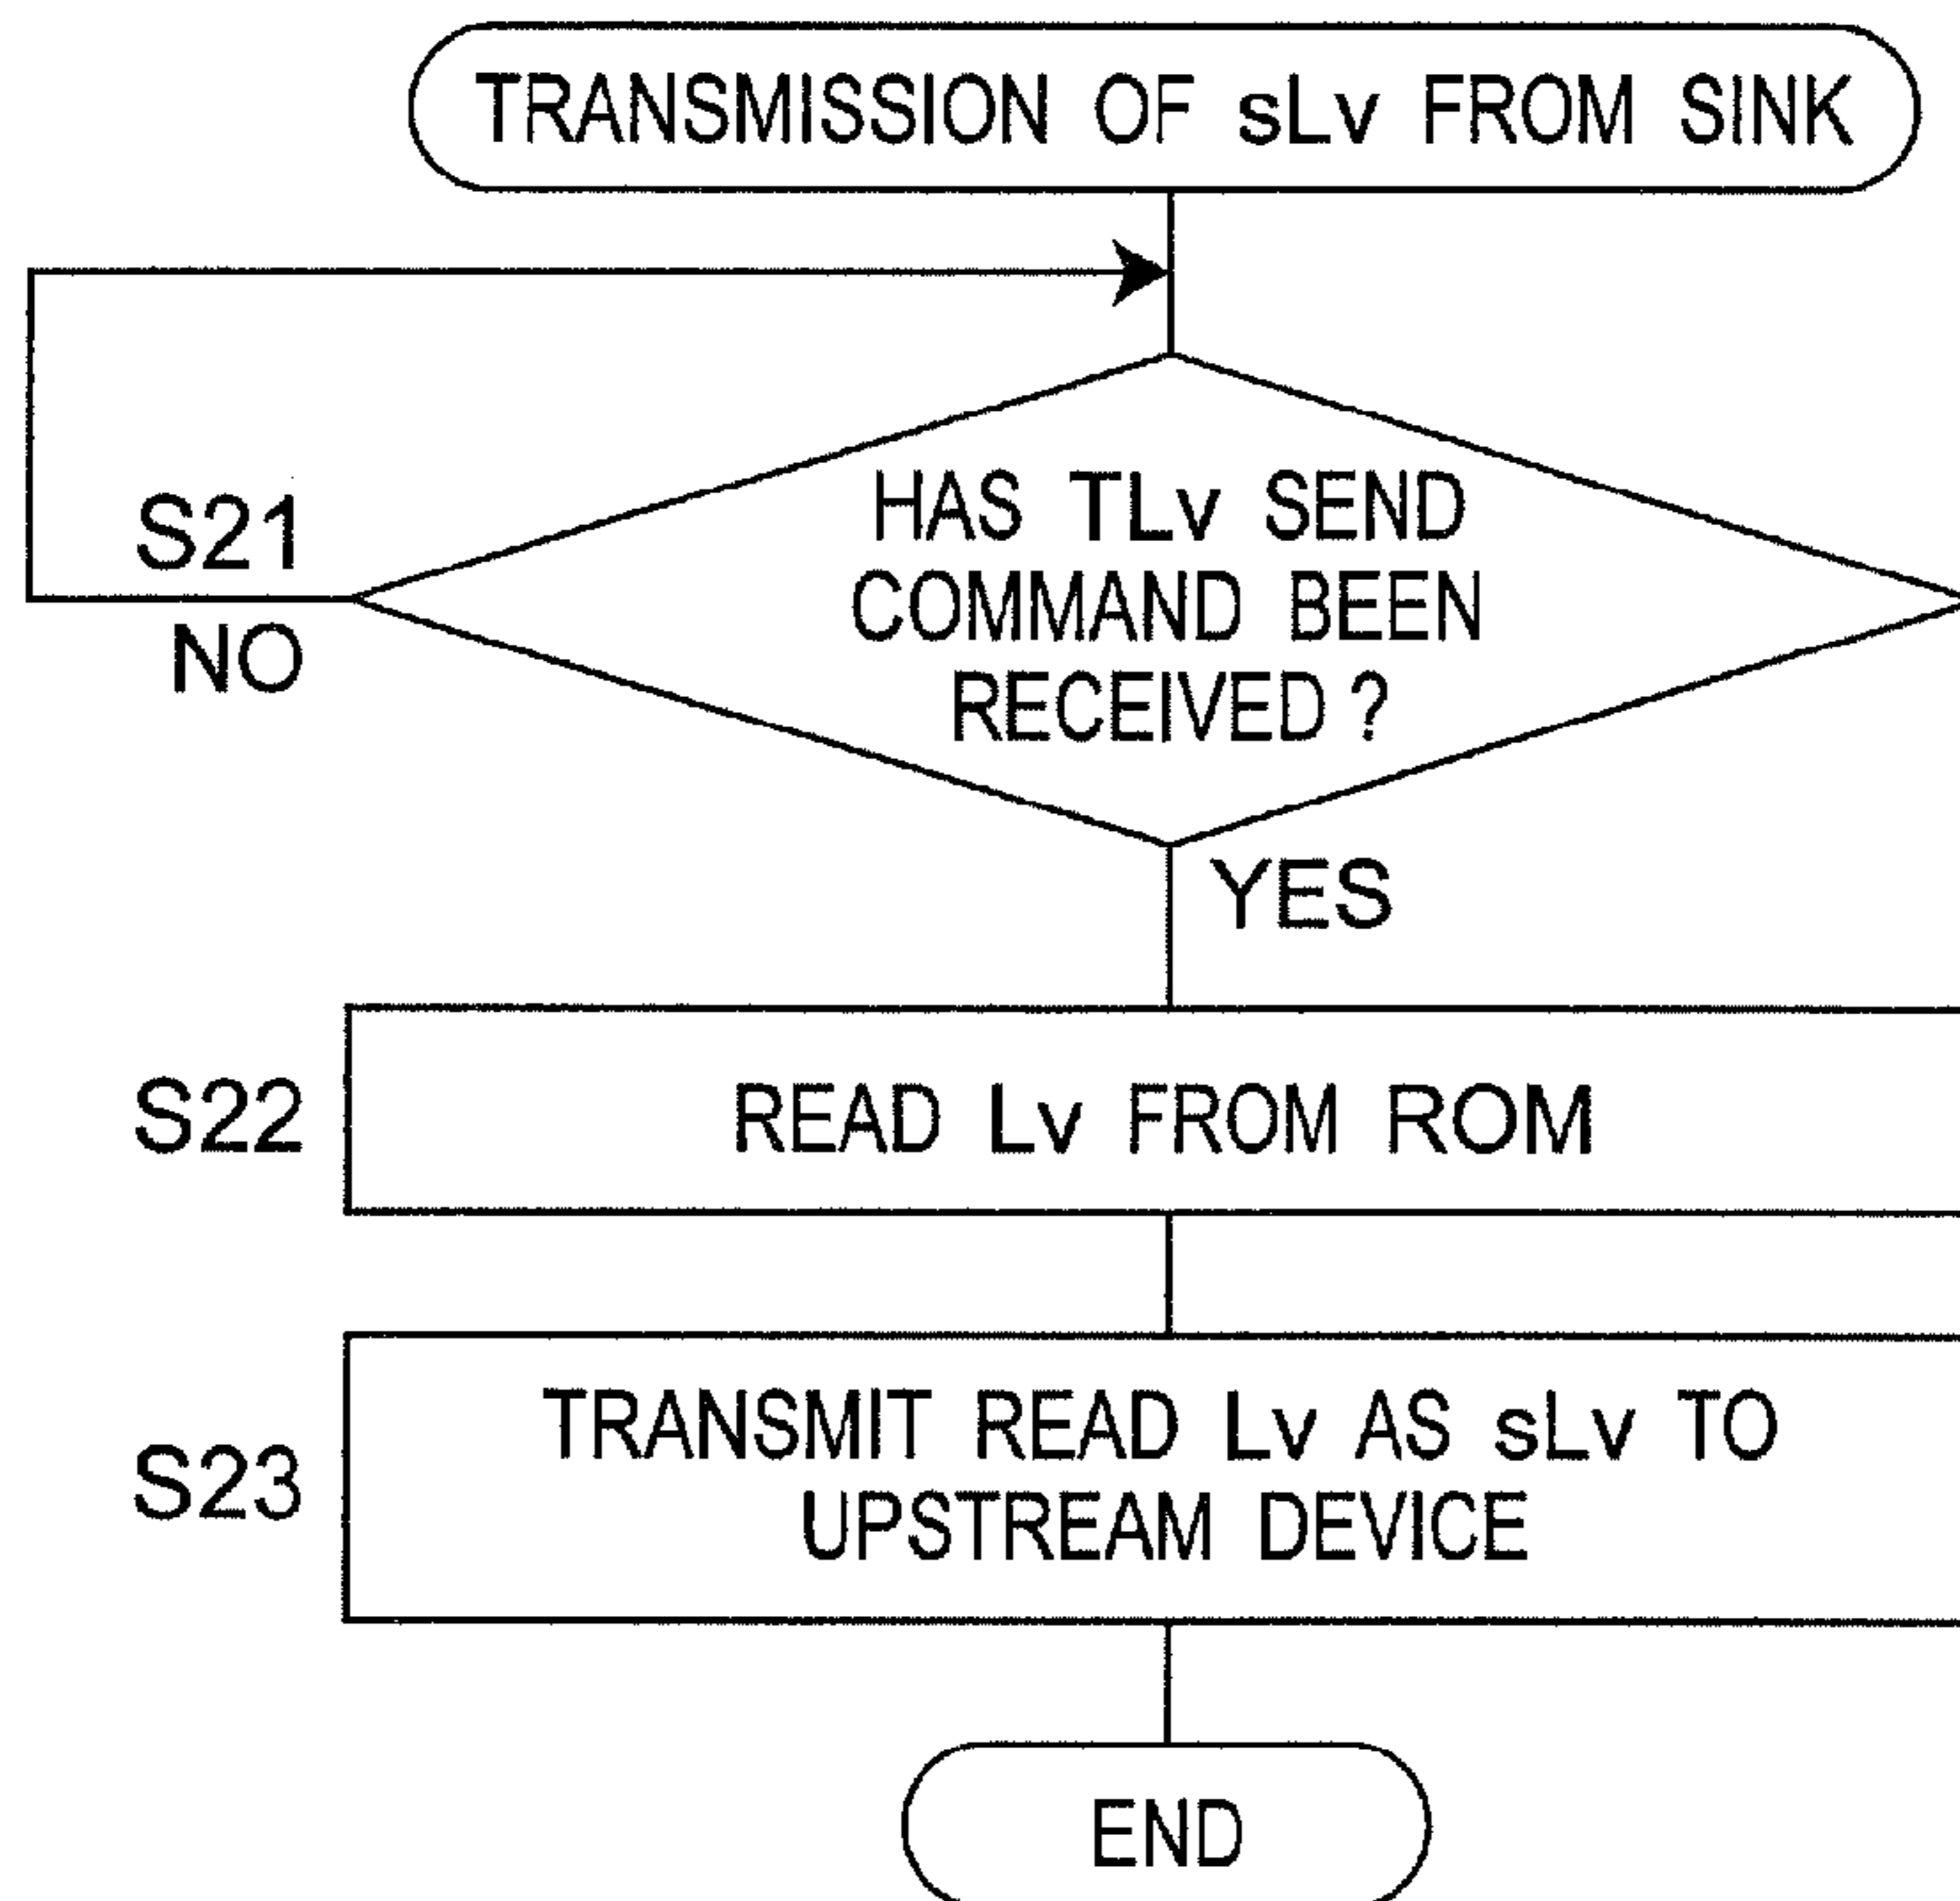 TRANSMISSION OF sLv FROM SINK
HAS TLv SEND
COMMAND BEEN
RECEIVED ?
S21
NO
YES
S22
READ Lv FROM ROM
S23
TRANSMIT READ Lv AS sLv TO
UPSTREAM DEVICE
END